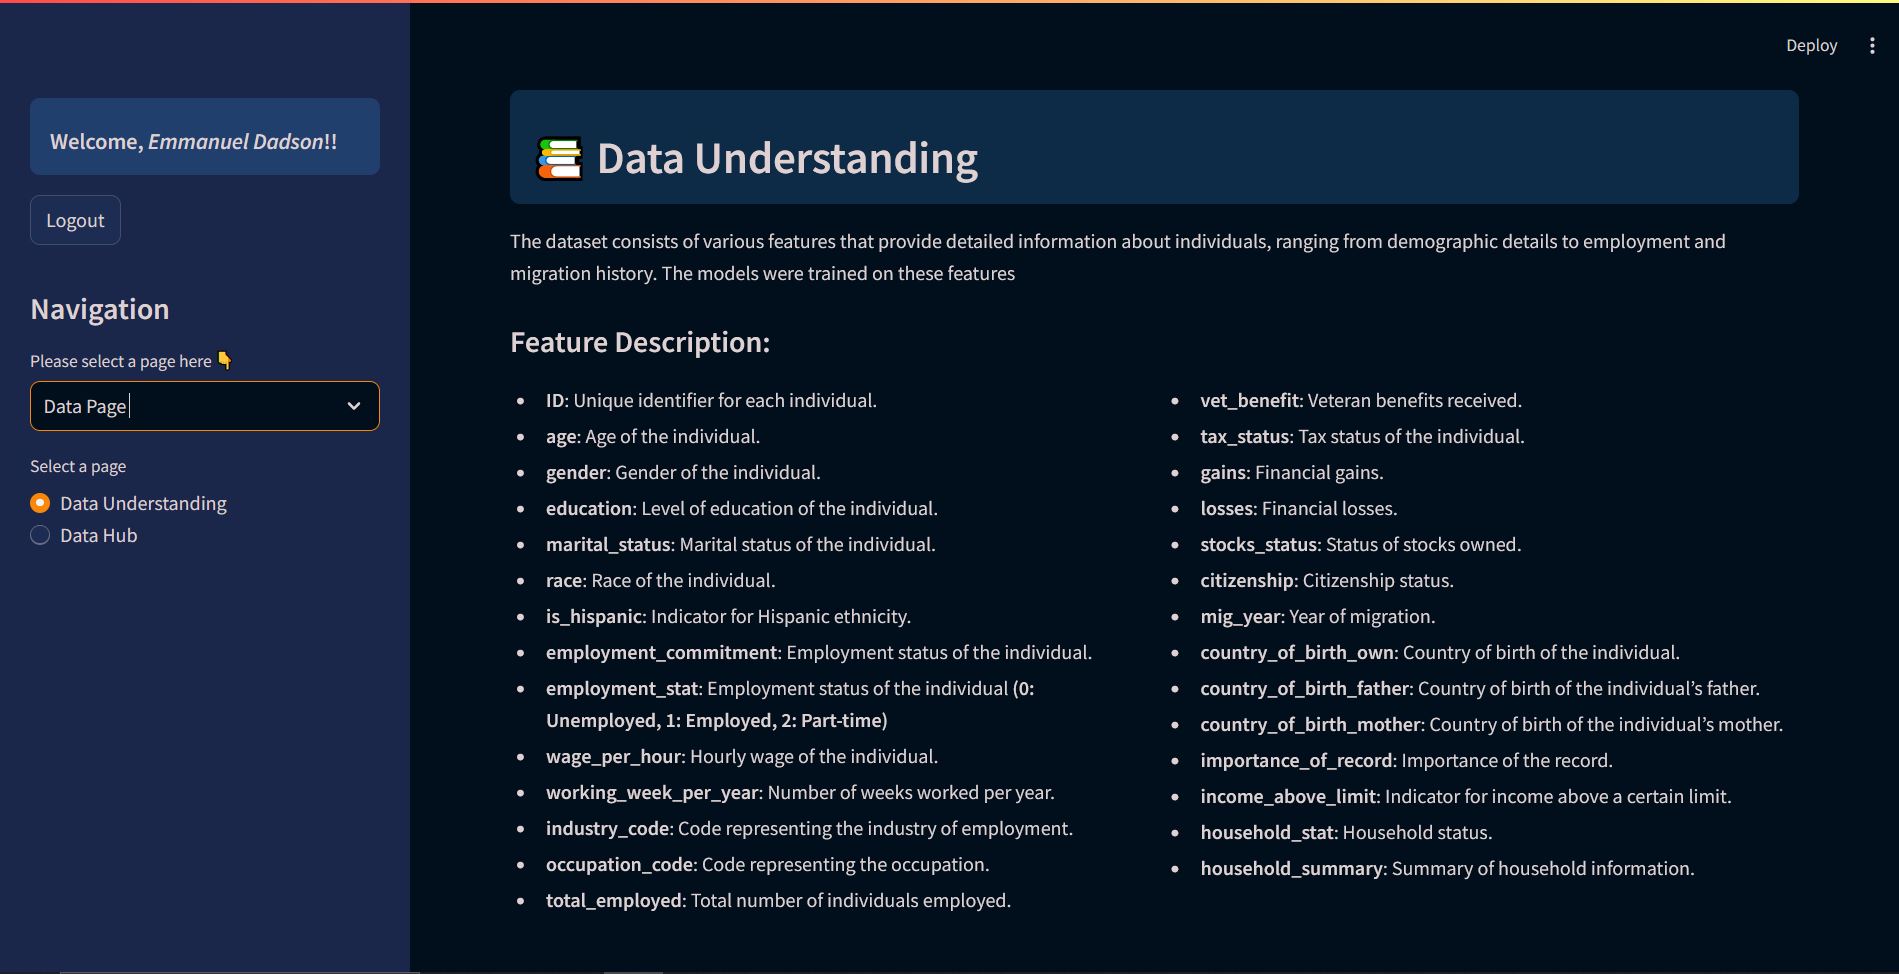 Deploy
Welcome, Emmanuel Dadson!!
Logout
Navigation
Please select a page here 👇
Data Page
Select a page
Data Understanding
Data Hub
📚 Data Understanding
The dataset consists of various features that provide detailed information about individuals, ranging from demographic details to employment and
migration history. The models were trained on these features
Feature Description:
• ID: Unique identifier for each individual.
• age: Age of the individual.
• gender: Gender of the individual.
• education: Level of education of the individual.
• marital_status: Marital status of the individual.
• race: Race of the individual.
• is_hispanic: Indicator for Hispanic ethnicity.
• employment_commitment: Employment status of the individual.
• employment_stat: Employment status of the individual (0:
Unemployed, 1: Employed, 2: Part-time)
• wage_per_hour: Hourly wage of the individual.
• working_week_per_year: Number of weeks worked per year.
• industry_code: Code representing the industry of employment.
• occupation_code: Code representing the occupation.
• total_employed: Total number of individuals employed.
• vet_benefit: Veteran benefits received.
• tax_status: Tax status of the individual.
• gains: Financial gains.
• losses: Financial losses.
• stocks_status: Status of stocks owned.
• citizenship: Citizenship status.
• mig_year: Year of migration.
• country_of_birth_own: Country of birth of the individual.
• country_of_birth_father: Country of birth of the individual’s father.
• country_of_birth_mother: Country of birth of the individual’s mother.
• importance_of_record: Importance of the record.
• income_above_limit: Indicator for income above a certain limit.
• household_stat: Household status.
• household_summary: Summary of household information.